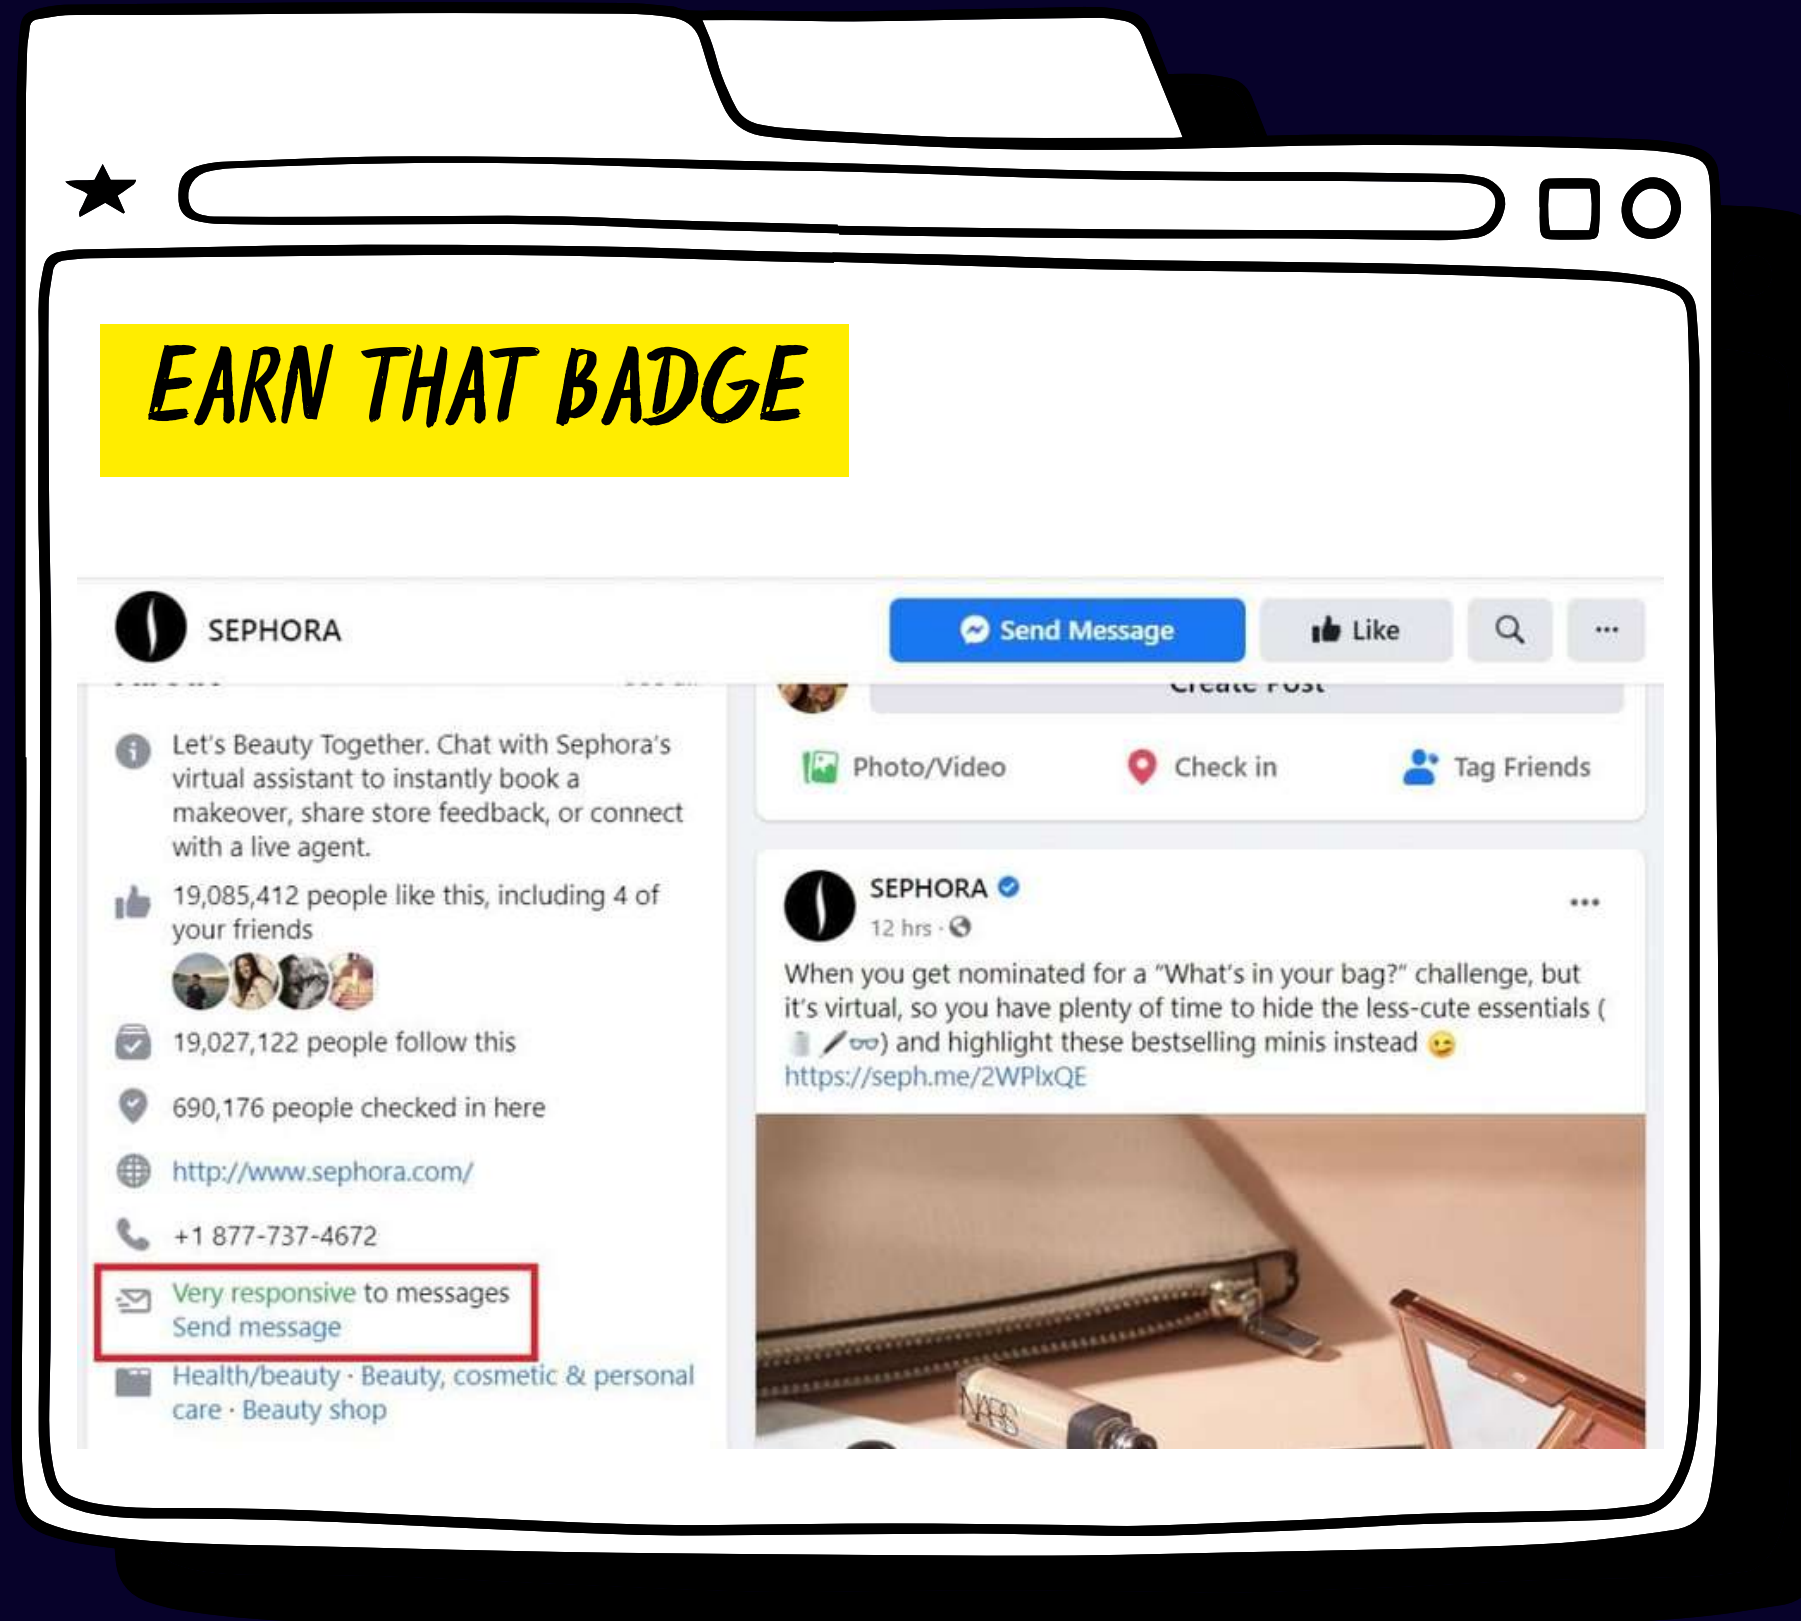 EARN THAT BADGE
SEPHORA
Send Message
Like
Let's Beauty Together. Chat with Sephora's
virtual assistant to instantly book a
makeover, share store feedback, or connect
with a live agent.
19,085,412 people like this, including 4 of
your friends
19,027,122 people follow this
690,176 people checked in here
http://www.sephora.com/
+1 877-737-4672
Very responsive to messages
Send message
Health/beauty · Beauty, cosmetic & personal
care · Beauty shop
Create Post
Photo/Video
Check in
Tag Friends
SEPHORA
12 hrs ·
When you get nominated for a "What's in your bag?" challenge, but
it's virtual, so you have plenty of time to hide the less-cute essentials (
) and highlight these bestselling minis instead 😉
https://seph.me/2WPlxQE
NARS